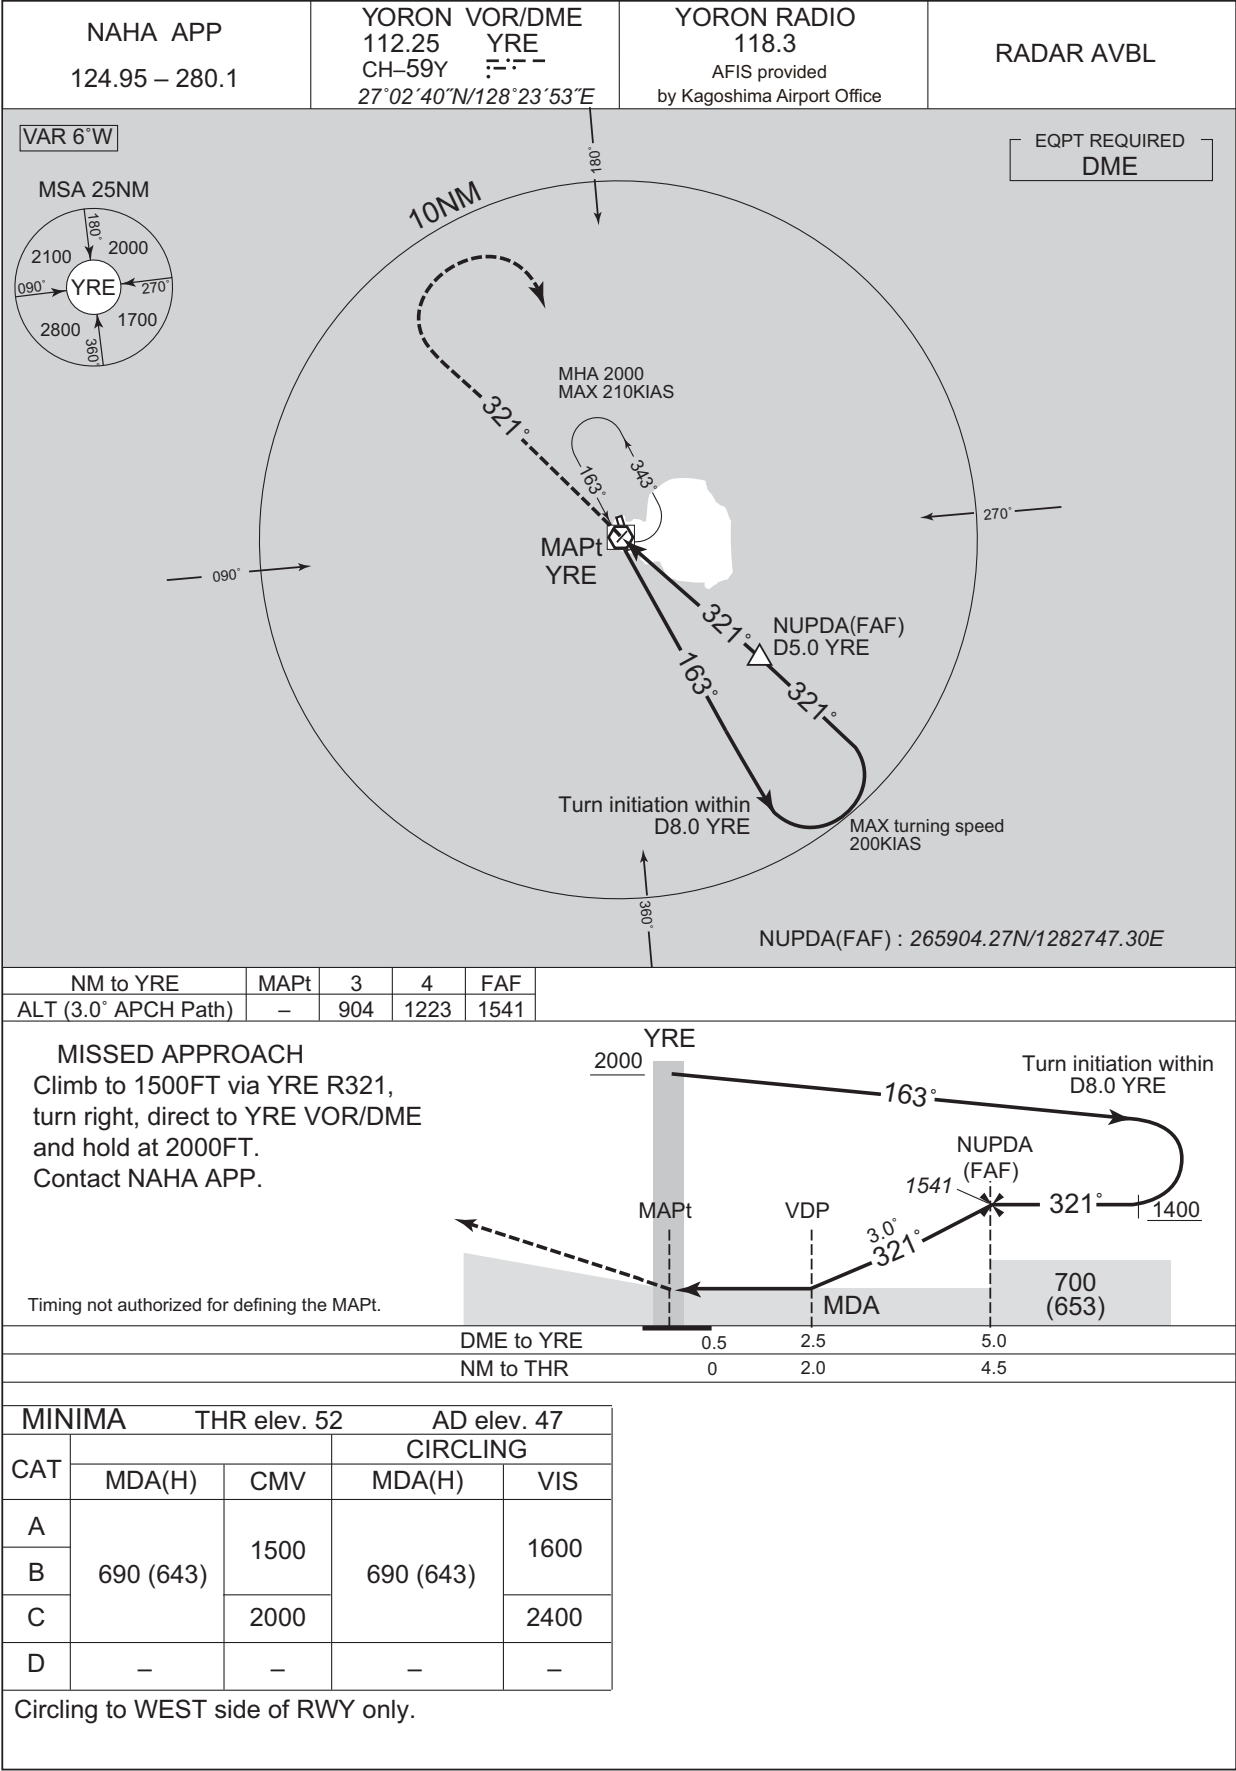 NAHA APP
124.95 – 280.1
YORON VOR/DME
112.25 YRE
CH–59Y
27°02´40˝N/128°23´53˝E
YORON RADIO
118.3
AFIS provided
by Kagoshima Airport Office
RADAR AVBL
VAR 6°W
EQPT REQUIRED
DME
MSA 25NM
180°
2100
2000
090°
YRE
270°
2800
1700
360°
10NM
180°
MHA 2000
MAX 210KIAS
321°
163°
343°
270°
090°
MAPt
YRE
321°
NUPDA(FAF)
D5.0 YRE
163°
321°
Turn initiation within
D8.0 YRE
MAX turning speed
200KIAS
360°
NUPDA(FAF) : 265904.27N/1282747.30E
NM to YRE MAPt 3 4 FAF
ALT (3.0° APCH Path) – 904 1223 1541
MISSED APPROACH
Climb to 1500FT via YRE R321,
turn right, direct to YRE VOR/DME
and hold at 2000FT.
Contact NAHA APP.
YRE
2000
163°
Turn initiation within
D8.0 YRE
NUPDA
(FAF)
1541
321°
1400
MAPt
VDP
3.0°
321°
MDA
700
(653)
Timing not authorized for defining the MAPt.
DME to YRE 0.5 2.5 5.0
NM to THR 0 2.0 4.5
MINIMA THR elev. 52 AD elev. 47
CAT
CIRCLING
MDA(H) CMV MDA(H) VIS
A
B
C
D
690 (643)
1500
2000
690 (643)
1600
2400
– – – –
Circling to WEST side of RWY only.